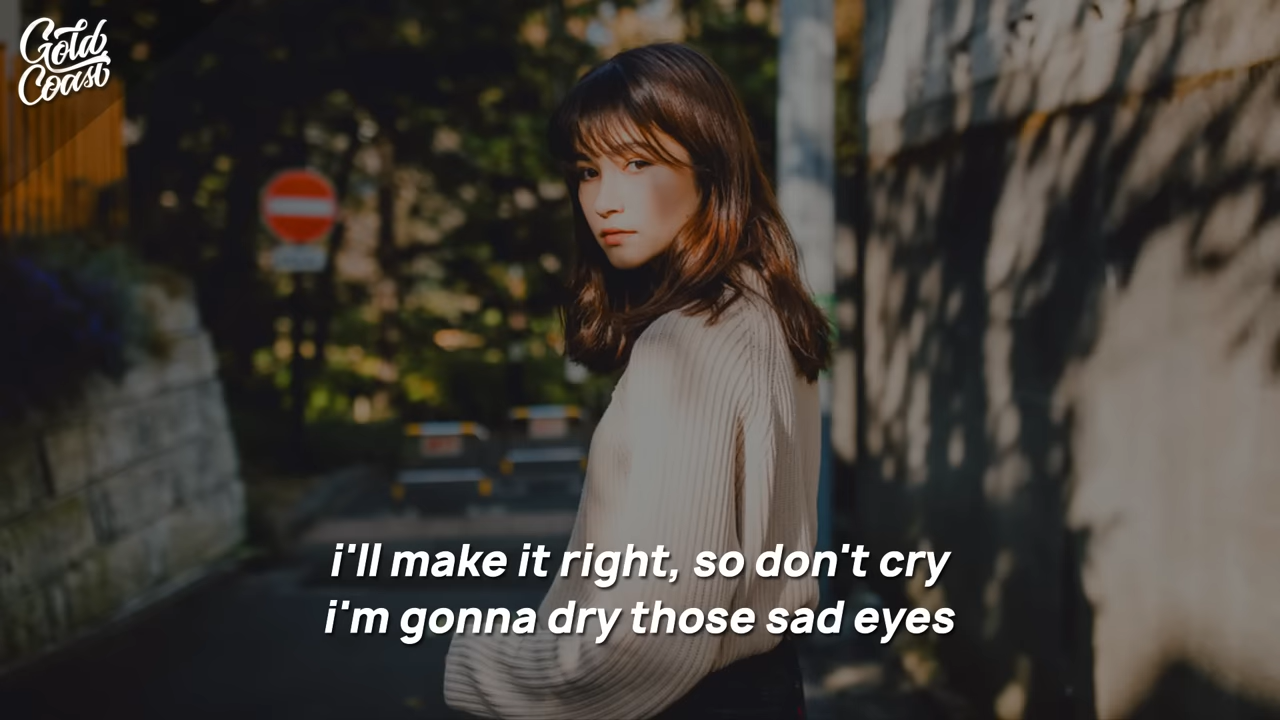 Gold
Coast
i'll make it right, so don't cry
i'm gonna dry those sad eyes